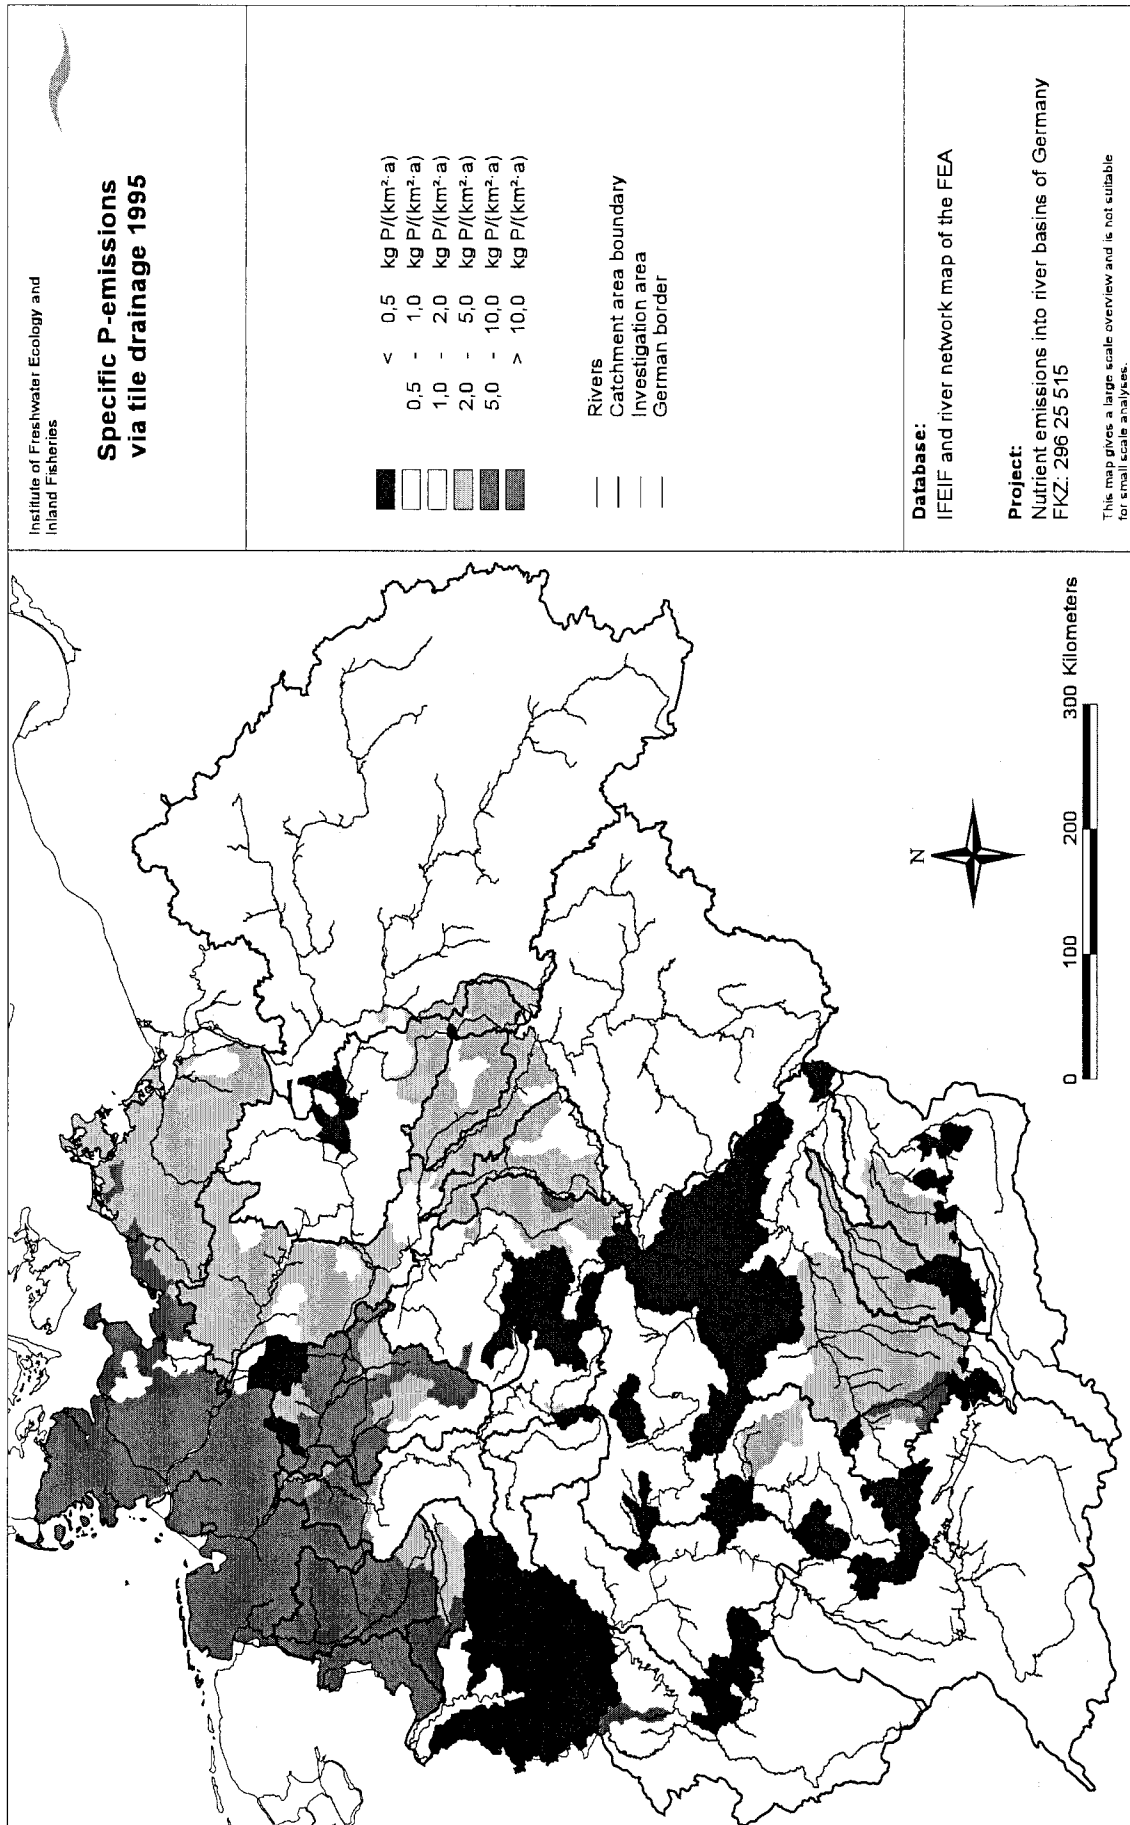 Institute of Freshwater Ecology and
Inland Fisheries
Specific P-emissions
via tile drainage 1995
< 0,5 kg P/(km²·a)
0,5 - 1,0 kg P/(km²·a)
1,0 - 2,0 kg P/(km²·a)
2,0 - 5,0 kg P/(km²·a)
5,0 - 10,0 kg P/(km²·a)
> 10,0 kg P/(km²·a)
Rivers
Catchment area boundary
Investigation area
German border
Database:
IFEIF and river network map of the FEA
Project:
Nutrient emissions into river basins of Germany
FKZ: 296 25 515
This map gives a large scale overview and is not suitable
for small scale analyses.
N
0 100 200 300 Kilometers